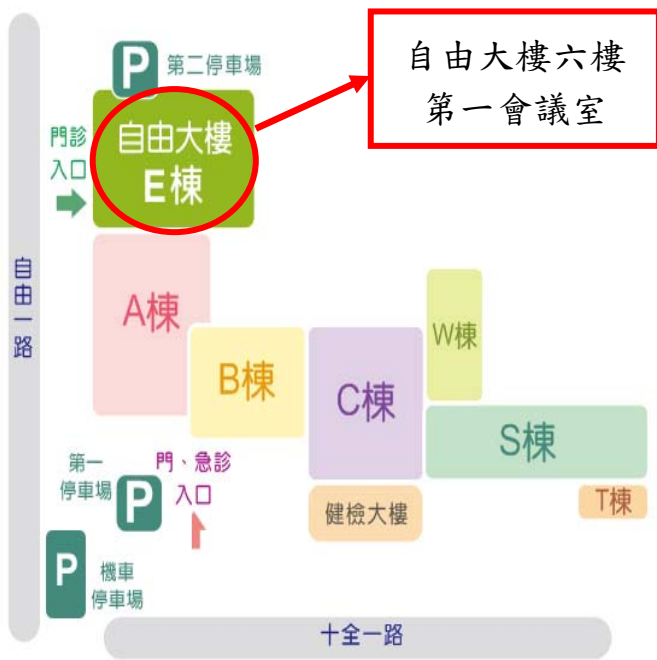 P
第二停車場
自由大樓六樓
第一會議室
門診
入口
自由大樓
E棟
自由一路
A棟
B棟
C棟
W棟
S棟
T棟
第一
停車場
P
門、急診
入口
健檢大樓
P
機車
停車場
十全一路